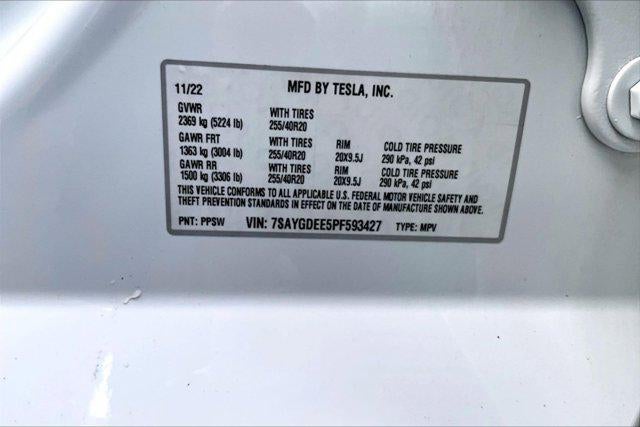 11/22 MFD BY TESLA, INC.
GVWR WITH TIRES
2369 kg (5224 lb) 255/40R20
GAWR FRT WITH TIRES RIM COLD TIRE PRESSURE
1363 kg (3004 lb) 255/40R20 20X9.5J 290 kPa, 42 psi
GAWR RR WITH TIRES RIM COLD TIRE PRESSURE
1500 kg (3306 lb) 255/40R20 20X9.5J 290 kPa, 42 psi
THIS VEHICLE CONFORMS TO ALL APPLICABLE U.S. FEDERAL MOTOR VEHICLE SAFETY AND
THEFT PREVENTION STANDARDS IN EFFECT ON THE DATE OF MANUFACTURE SHOWN ABOVE.
PNT: PPSW VIN: 7SAYGDEE5PF593427 TYPE: MPV